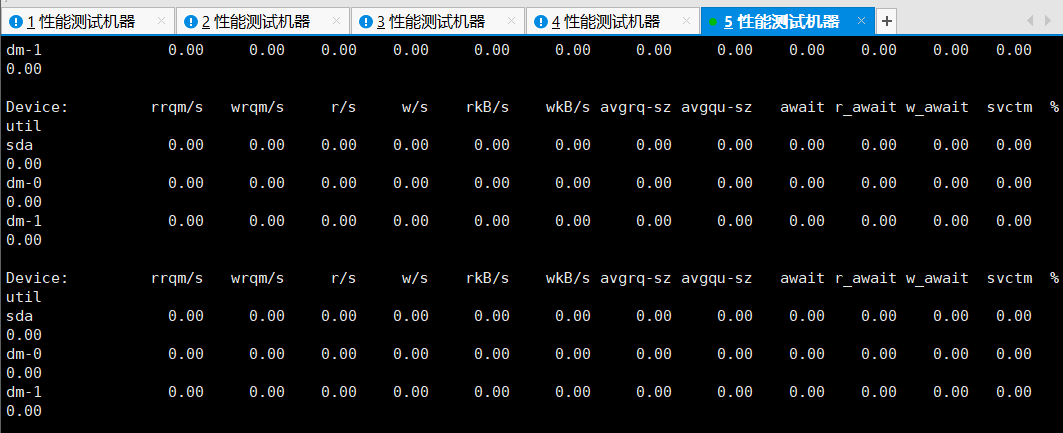 1 性能测试机器 2 性能测试机器 3 性能测试机器 4 性能测试机器 5 性能测试机器
dm-1 0.00 0.00 0.00 0.00 0.00 0.00 0.00 0.00 0.00 0.00 0.00 0.00
0.00
Device: rrqm/s wrqm/s r/s w/s rkB/s wkB/s avgrq-sz avgqu-sz await r_await w_await svctm %
util
sda 0.00 0.00 0.00 0.00 0.00 0.00 0.00 0.00 0.00 0.00 0.00 0.00
0.00
dm-0 0.00 0.00 0.00 0.00 0.00 0.00 0.00 0.00 0.00 0.00 0.00 0.00
0.00
dm-1 0.00 0.00 0.00 0.00 0.00 0.00 0.00 0.00 0.00 0.00 0.00 0.00
0.00
Device: rrqm/s wrqm/s r/s w/s rkB/s wkB/s avgrq-sz avgqu-sz await r_await w_await svctm %
util
sda 0.00 0.00 0.00 0.00 0.00 0.00 0.00 0.00 0.00 0.00 0.00 0.00
0.00
dm-0 0.00 0.00 0.00 0.00 0.00 0.00 0.00 0.00 0.00 0.00 0.00 0.00
0.00
dm-1 0.00 0.00 0.00 0.00 0.00 0.00 0.00 0.00 0.00 0.00 0.00 0.00
0.00